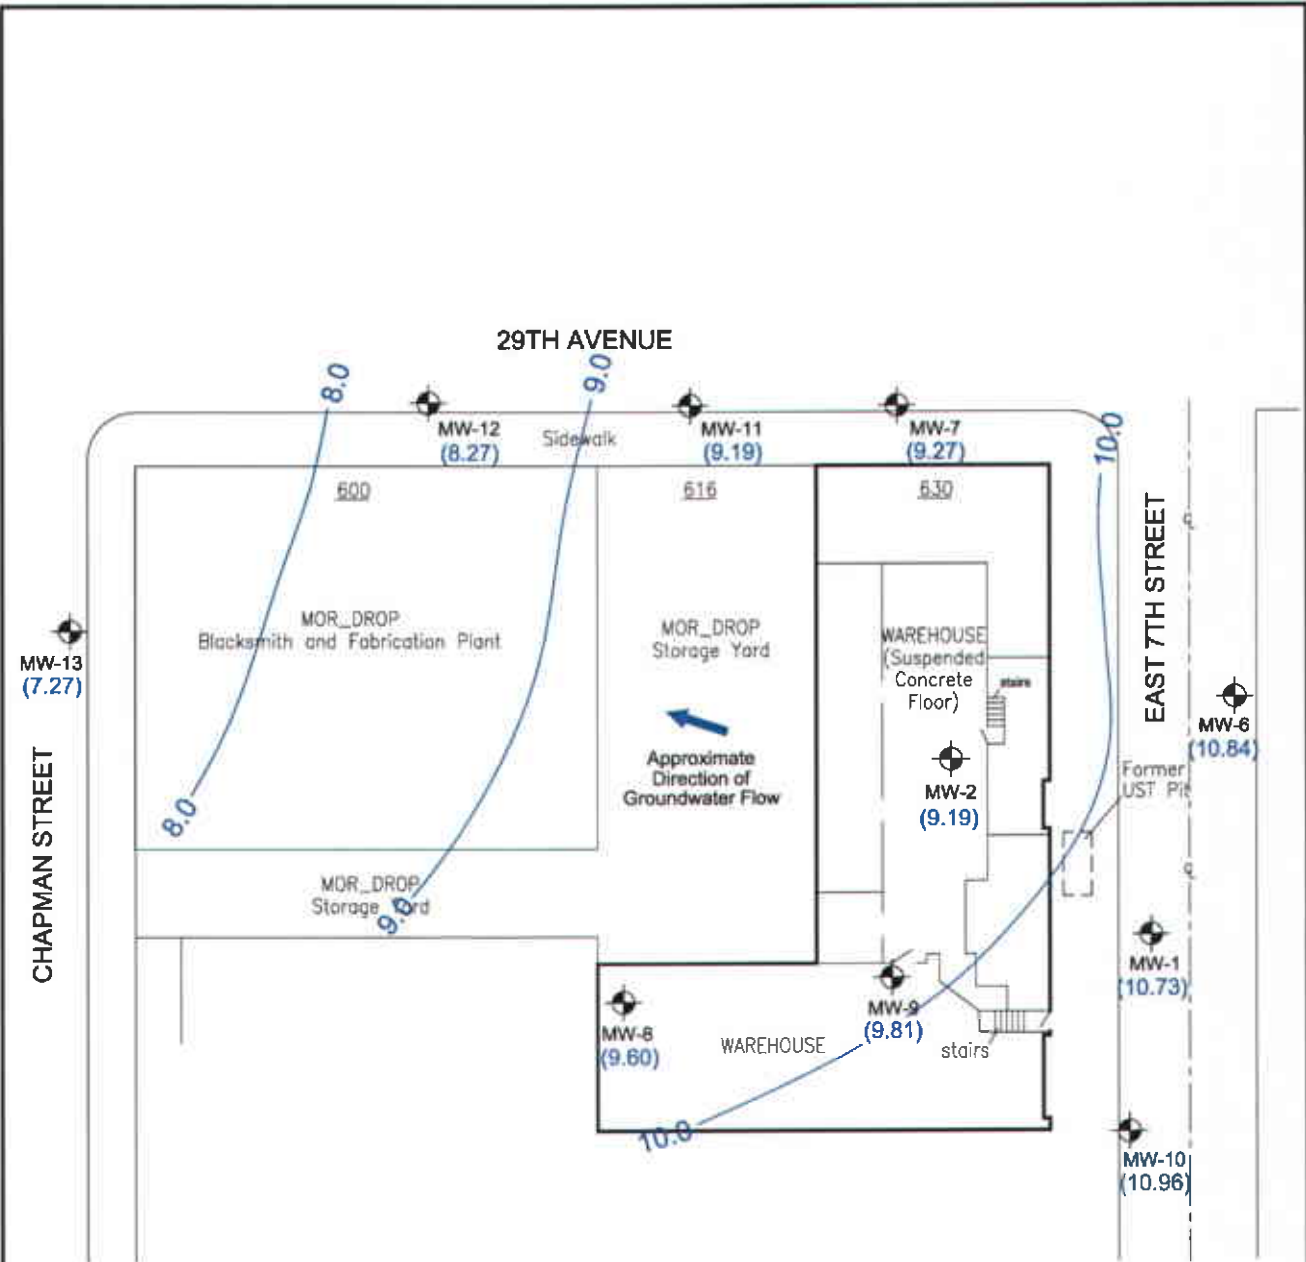 29TH AVENUE
8.0
9.0
10.0
MW-12
(8.27)
Sidewalk
MW-11
(9.19)
MW-7
(9.27)
600
616
630
EAST 7TH STREET
MOR_DROP
Blacksmith and Fabrication Plant
MOR_DROP
Storage Yard
WAREHOUSE
(Suspended
Concrete
Floor)
stairs
MW-13
(7.27)
MW-6
(10.84)
Approximate
Direction of
Groundwater Flow
MW-2
(9.19)
Former
UST Pit
8.0
CHAPMAN STREET
MOR_DROP
Storage Yard
9.0
MW-1
(10.73)
MW-8
(9.60)
MW-9
(9.81)
WAREHOUSE
stairs
10.0
MW-10
(10.96)